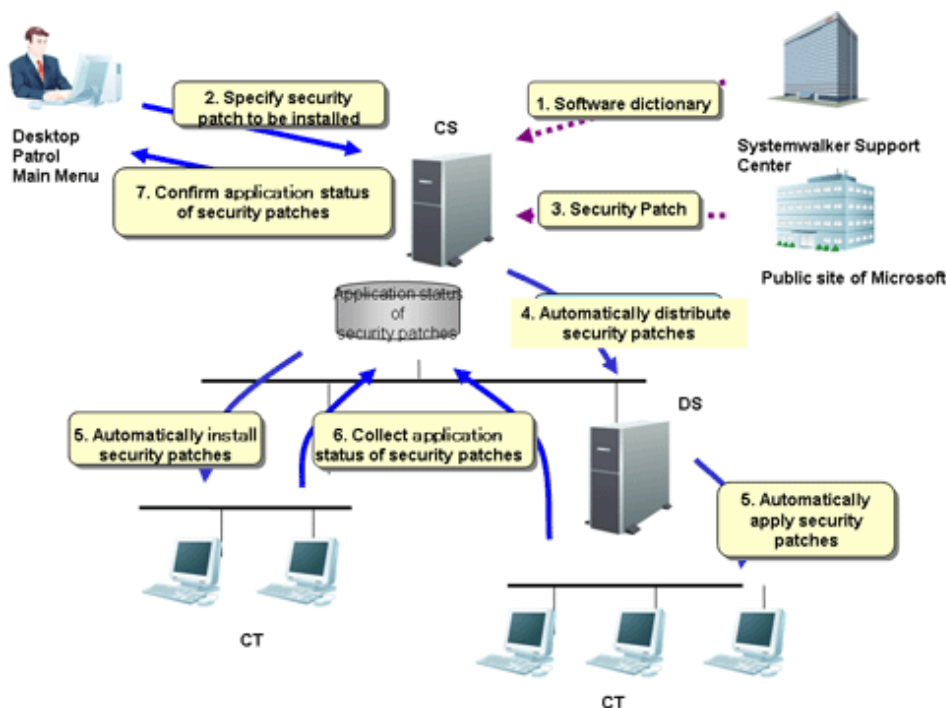 2. Specify security
patch to be installed
1. Software dictionary
CS
Desktop
Patrol
Main Menu
Systemwalker Support
Center
7. Confirm application status
of security patches
3. Security Patch
Public site of Microsoft
Application status
of
security patches
4. Automatically distribute
security patches
DS
5. Automatically install
security patches
6. Collect application
status of security patches
5. Automatically
apply security
patches
CT
CT